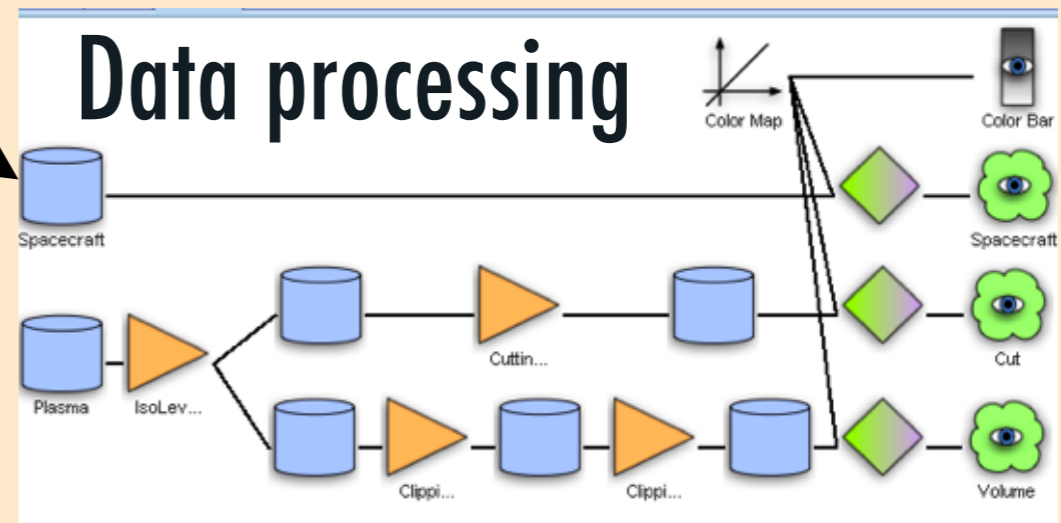 Data processing
Color Map
Color Bar
Spacecraft
Spacecraft
Cuttin...
Cut
Plasma
IsoLev...
Clippi...
Clippi...
Volume